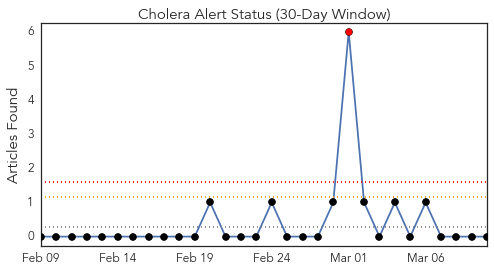 Cholera Alert Status (30-Day Window)
Articles Found
6
5
4
3
2
1
0
Feb 09 Feb 14 Feb 19 Feb 24 Mar 01 Mar 06